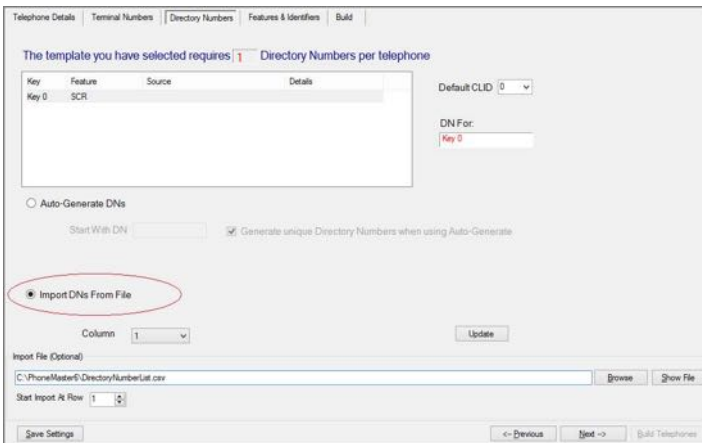 Telephone Details Terminal Numbers Directory Numbers Features & Identifiers Build
The template you have selected requires 1 Directory Numbers per telephone
Key Feature Source Details
Key 0 SCR
Default CLID 0
DN For:
Key 0
Auto-Generate DNs
Start With DN Generate unique Directory Numbers when using Auto-Generate
Import DNs From File
Column 1 Update
Import File (Optional)
C:\PhoneMaster6\DirectoryNumberList.csv Browse Show File
Start Import At Row 1
Save Settings <- Previous Next -> Build Telephones